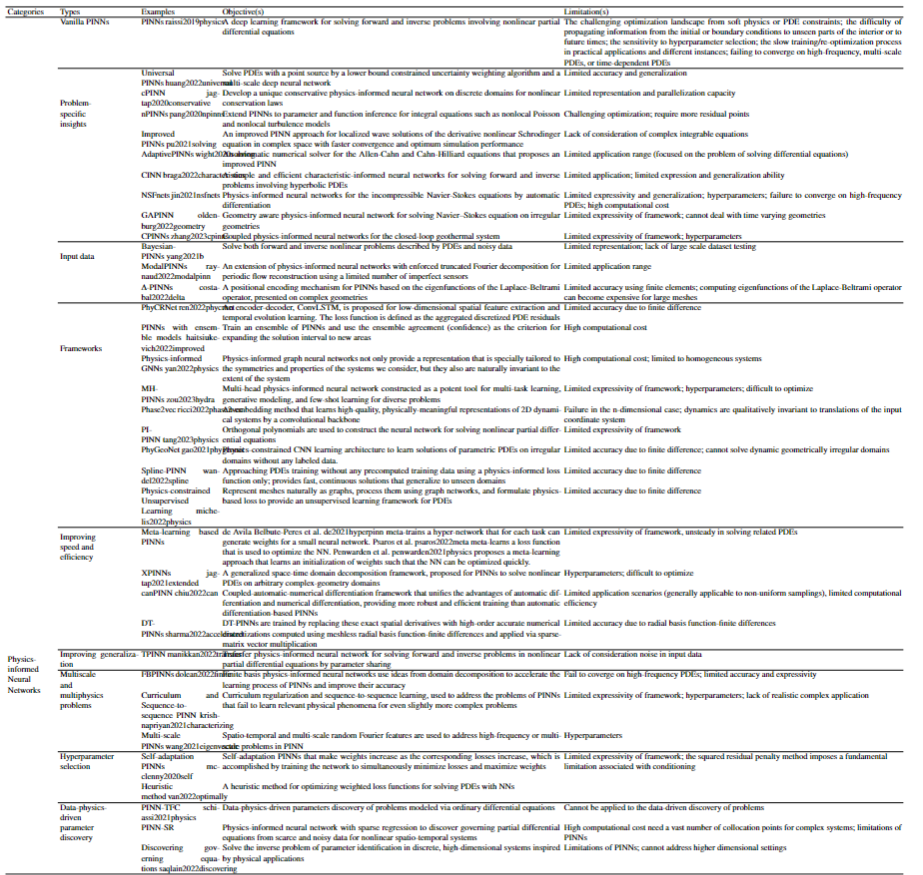 Categories Types Examples Objective(s) Limitation(s)
Vanilla PINNs PINNs raissi2019physics A deep learning framework for solving forward and inverse problems involving nonlinear partial The challenging optimization landscape from soft physics or PDE constraints; the difficulty of
differential equations propagating information from the initial or boundary conditions to unseen parts of the interior or to
future times; the sensitivity to hyperparameter selection; the slow training/re-optimization process
in practical applications and different instances; failing to converge on high-frequency, multi-scale
PDEs, or time-dependent PDEs
Universal Solve PDEs with a point source by a lower bound constrained uncertainty weighting algorithm and a Limited accuracy and generalization
PINNs huang2022universal multi-scale deep neural network
cPINN jag- Develop a unique conservative physics-informed neural network on discrete domains for nonlinear Limited representation and parallelization capacity
Problem- tap2020conservative conservation laws
specific nPINNs pang2020npinns Extend PINNs to parameter and function inference for integral equations such as nonlocal Poisson Challenging optimization; require more residual points
insights and nonlocal turbulence models
Improved An improved PINN approach for localized wave solutions of the derivative nonlinear Schrodinger Lack of consideration of complex integrable equations
PINNs pu2021solving equation in complex space with faster convergence and optimum simulation performance
AdaptivePINNs automatic numerical solver for the Allen-Cahn and Cahn-Hilliard equations that proposes an Limited application range (focused on the problem of solving differential equations)
improved PINN
CINN simple and efficient characteristic-informed neural networks for solving forward and inverse Limited application; limited expression and generalization ability
problems involving hyperbolic PDEs
NSFnets jin2021nsfnets Physics-informed neural networks for the incompressible Navier-Stokes equations by automatic Limited expressivity and generalization; hyperparameters; failure to converge on high-frequency
differentiation PDEs; high computational cost
GAPINN olden- Geometry aware physics-informed neural network for solving Navier-Stokes equation on irregular Limited expressivity of framework; cannot deal with time varying geometries
burg2022geometry geometries
CPINNs Coupled physics-informed neural networks for the closed-loop geothermal system Limited expressivity of framework; hyperparameters
Input data Bayesian- Solve both forward and inverse nonlinear problems described by PDEs and noisy data Limited representation; lack of large scale dataset testing
PINNs yang2021b
ModalPINNs ray- An extension of physics-informed neural networks with enforced truncated Fourier decomposition for Limited application range
naud2022modalpinn periodic flow reconstruction using a limited number of imperfect sensors
Δ-PINNs costa- A positional encoding mechanism for PINNs based on the eigenfunctions of the Laplace-Beltrami Limited accuracy using finite elements; computing eigenfunctions of the Laplace-Beltrami operator
bal2022delta operator, presented on complex geometries can become expensive for large meshes
PhyCRNet encoder-decoder, ConvLSTM, is proposed for low-dimensional spatial feature extraction and Limited accuracy due to finite difference
temporal evolution learning. The loss function is defined as the aggregated discretized PDE residuals
PINNs with ensem- Train an ensemble of PINNs and use the ensemble agreement (confidence) as the criterion for High computational cost
ble models haitsiuke- expanding the solution interval to new areas
Frameworks vich2022improved
Physics-informed Physics-informed graph neural networks not only provide a representation that is specially tailored to High computational cost; limited to homogeneous systems
GNNs yan2022physics the symmetries and properties of the systems we consider, but they also are naturally invariant to the
extent of the system
MH- Multi-head physics-informed neural network constructed as a potent tool for multi-task learning, Limited expressivity of framework; hyperparameters; difficult to optimize
PINNs zou2023hydra generative modeling, and few-shot learning for diverse problems
Phase2vec embedding method that learns high-quality, physically-meaningful representations of 2D dynami- Failure in the n-dimensional case; dynamics are qualitatively invariant to translations of the input
cal systems by a convolutional backbone coordinate system
PI- Orthogonal polynomials are used to construct the neural network for solving nonlinear partial differ- Limited expressivity of framework
PINN tang2023physics ential equations
PhyGeoNet Physics-constrained CNN learning architecture to learn solutions of parametric PDEs on irregular Limited accuracy due to finite difference; cannot solve dynamic geometrically irregular domains
domains without any labeled data.
Spline-PINN wan- Approaching PDEs training without any precomputed training data using a physics-informed loss Limited accuracy due to finite difference
del2022spline function only; provides fast, continuous solutions that generalize to unseen domains
Physics-constrained Represent meshes naturally as graphs, process them using graph networks, and formulate physics- Limited accuracy due to finite difference
Unsupervised based loss to provide an unsupervised learning framework for PDEs
Learning miche-
lis2022physics
Improving Meta-learning based de Avila Belbute-Peres et al. de2021hyperpinn meta-trains a hyper-network that for each task can Limited expressivity of framework, unsteady in solving related PDEs
speed and PINNs generate weights for a small neural network. Psaros et al. psaros2022meta meta-learns a loss function
efficiency that is used to optimize the NN. Penwarden et al. penwarden2021physics proposes a meta-learning
approach that learns an initialization of weights such that the NN can be optimized quickly.
XPINNs jag- A generalized space-time domain decomposition framework, proposed for PINNs to solve nonlinear Hyperparameters; difficult to optimize
tap2021extended PDEs on arbitrary complex-geometry domains
canPINN chiu2022can Coupled-automatic-numerical differentiation framework that unifies the advantages of automatic dif- Limited application scenarios (generally applicable to non-uniform samplings), limited computational
ferentiation and numerical differentiation, providing more robust and efficient training than automatic efficiency
differentiation-based PINNs
DT- DT-PINNs are trained by replacing these exact spatial derivatives with high-order accurate numerical Limited accuracy due to radial basis function-finite differences
PINNs discretizations computed using meshless radial basis function-finite differences and applied via sparse-
matrix vector multiplication
Improving generaliza- TPINN Transfer physics-informed neural network for solving forward and inverse problems in nonlinear Lack of consideration noise in input data
tion partial differential equations by parameter sharing
Physics- Multiscale FBPINNs Finite basis physics-informed neural networks use ideas from domain decomposition to accelerate the Fail to coverge on high-frequency PDEs; limited accuracy and expressivity
informed and learning process of PINNs and improve their accuracy
Neural multiphysics Curriculum and Curriculum regularization and sequence-to-sequence learning, used to address the problems of PINNs Limited expressivity of framework; hyperparameters; lack of realistic complex application
Networks problems Sequence-to- that fail to learn relevant physical phenomena for even slightly more complex problems
sequence PINN krish-
napriyan2021characterizing
Multi-scale Spatio-temporal and multi-scale random Fourier features are used to address high-frequency or multi- Hyperparameters
PINNs scale problems in PINN
Hyperparameter Self-adaptation Self-adaptation PINNs that make weights increase as the corresponding losses increase, which is Limited expressivity of framework; the squared residual penalty method imposes a fundamental
selection PINNs mc- accomplished by training the network to simultaneously minimize losses and maximize weights limitation associated with conditioning
clenny2020self
Heuristic A heuristic method for optimizing weighted loss functions for solving PDEs with NNs
method van2022optimally
Data-physics- PINN-TFC schi- Data-physics-driven parameters discovery of problems modeled via ordinary differential equations Cannot be applied to the data-driven discovery of problems
driven assi2021physics
parameter PINN-SR Physics-informed neural network with sparse regression to discover governing partial differential High computational cost need a vast number of collocation points for complex systems; limitations of
discovery equations from scarce and noisy data for nonlinear spatio-temporal systems PINNs
Discovering gov- Solve the inverse problem of parameter identification in discrete, high-dimensional systems inspired Limitations of PINNs; cannot address higher dimensional settings
erning equa- by physical applications
tions saqlain2022discovering